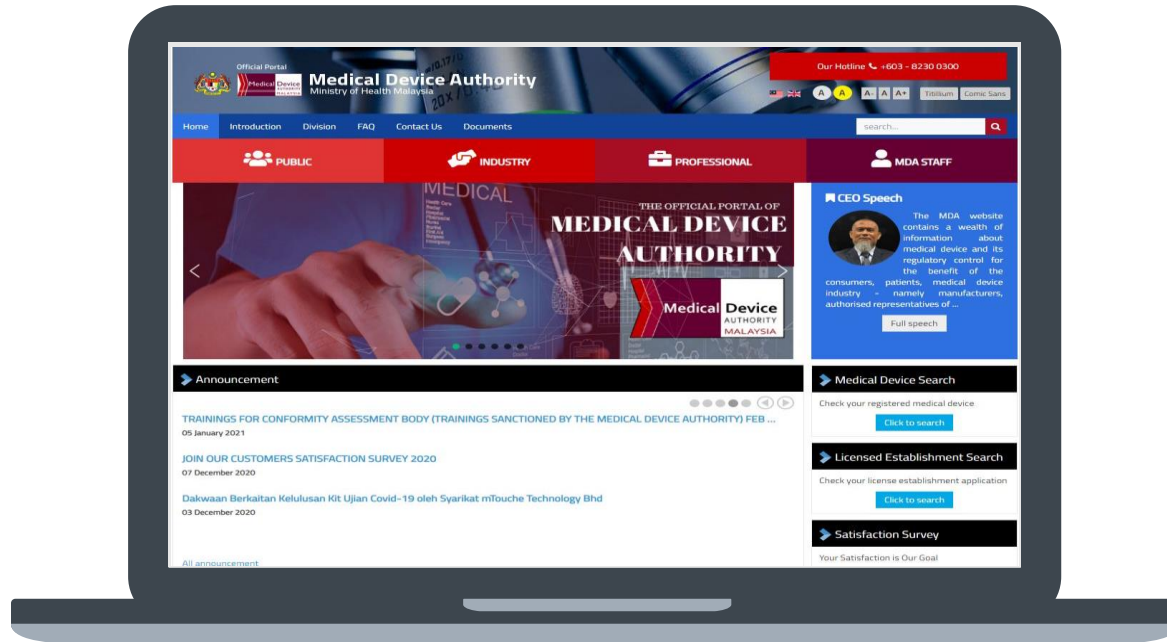 Official Portal
Medical Device
AUTHORITY
MALAYSIA
Medical Device Authority
Ministry of Health Malaysia
Our Hotline +603 - 8230 0300
A A A- A A+ Titillium Comic Sans
Home Introduction Division FAQ Contact Us Documents
search...
PUBLIC
INDUSTRY
PROFESSIONAL
MDA STAFF
MEDICAL
THE OFFICIAL PORTAL OF
MEDICAL DEVICE
AUTHORITY
Medical Device
AUTHORITY
MALAYSIA
CEO Speech
The MDA website
contains a wealth of
information about
medical device and its
regulatory control for
the benefit of the
consumers, patients, medical device
industry - namely manufacturers,
authorised representatives of ...
Full speech
Announcement
TRAININGS FOR CONFORMITY ASSESSMENT BODY (TRAININGS SANCTIONED BY THE MEDICAL DEVICE AUTHORITY) FEB ...
05 January 2021
JOIN OUR CUSTOMERS SATISFACTION SURVEY 2020
07 December 2020
Dakwaan Berkaitan Kelulusan Kit Ujian Covid-19 oleh Syarikat mTouche Technology Bhd
03 December 2020
All announcement
Medical Device Search
Check your registered medical device
Click to search
Licensed Establishment Search
Check your license establishment application
Click to search
Satisfaction Survey
Your Satisfaction is Our Goal